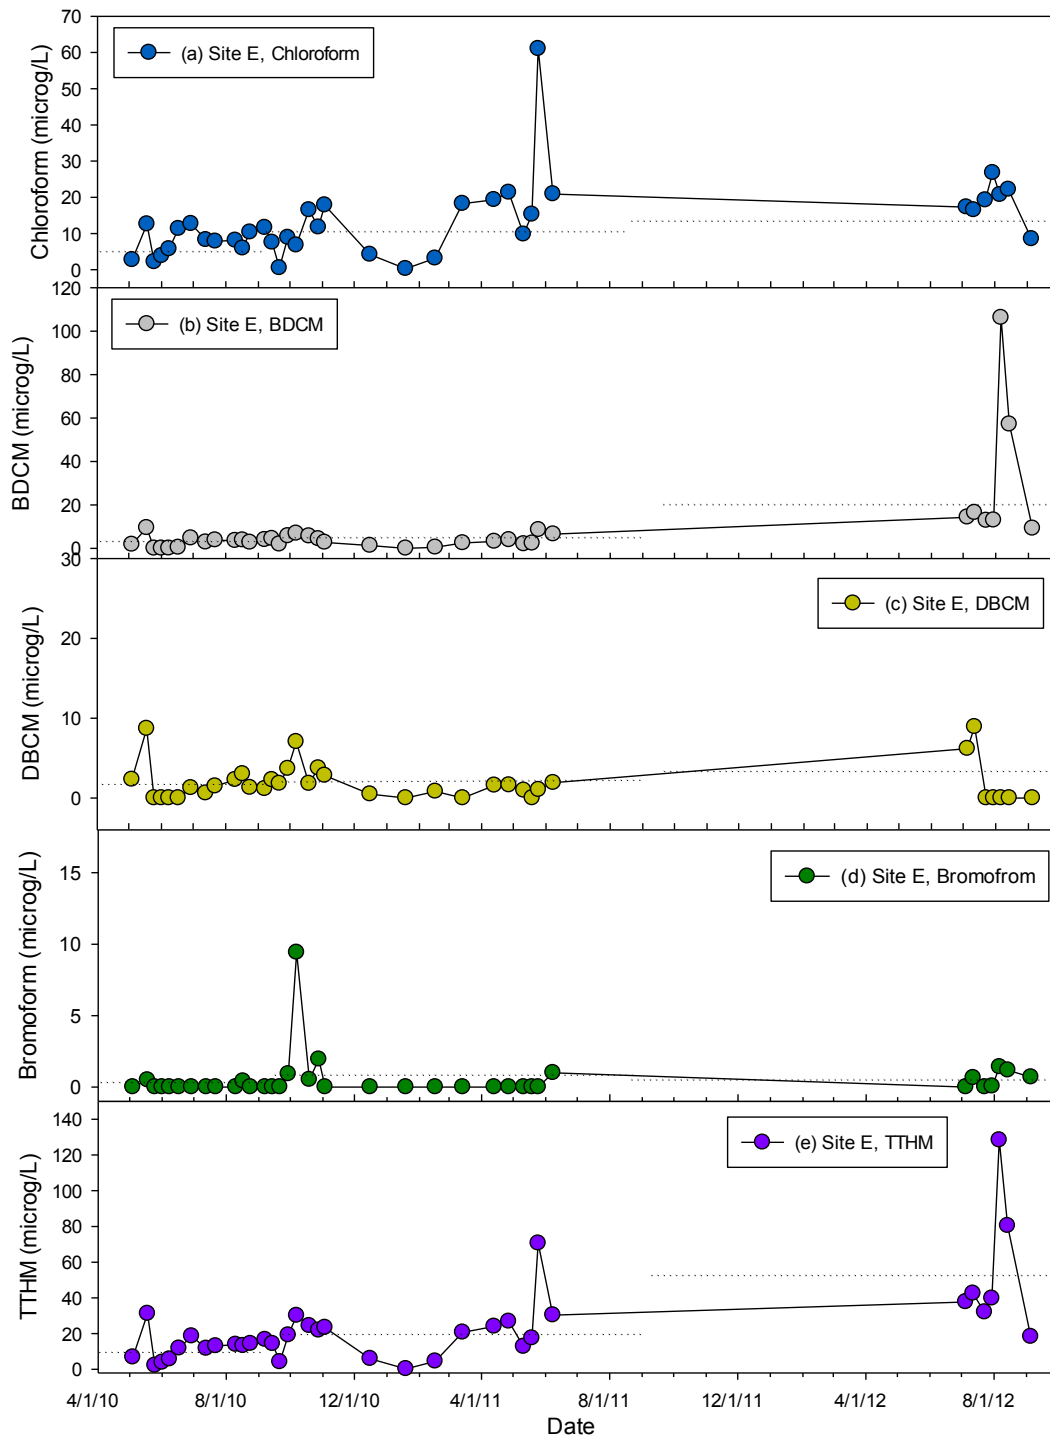 70
60
50
40
30
20
10
0
Chloroform (microg/L)
(a) Site E, Chloroform
120
100
80
60
40
20
0
BDCM (microg/L)
(b) Site E, BDCM
30
20
10
0
DBCM (microg/L)
(c) Site E, DBCM
15
10
5
0
Bromoform (microg/L)
(d) Site E, Bromofrom
140
120
100
80
60
40
20
0
TTHM (microg/L)
(e) Site E, TTHM
4/1/10 8/1/10 12/1/10 4/1/11 8/1/11 12/1/11 4/1/12 8/1/12
Date